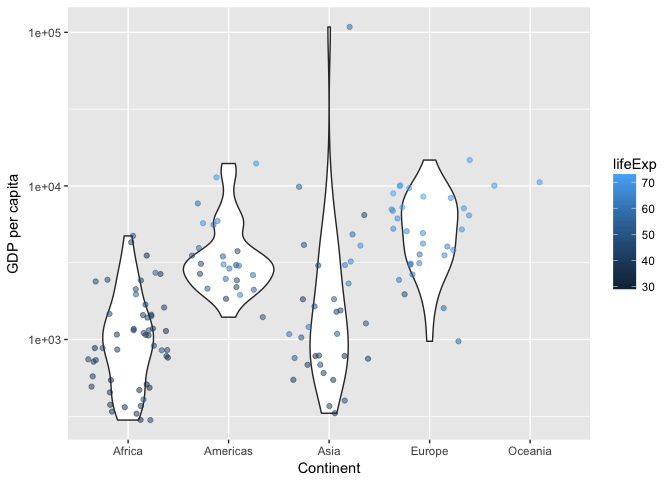 1e+05
1e+04
1e+03
GDP per capita
Africa Americas Asia Europe Oceania
Continent
lifeExp
70
60
50
40
30